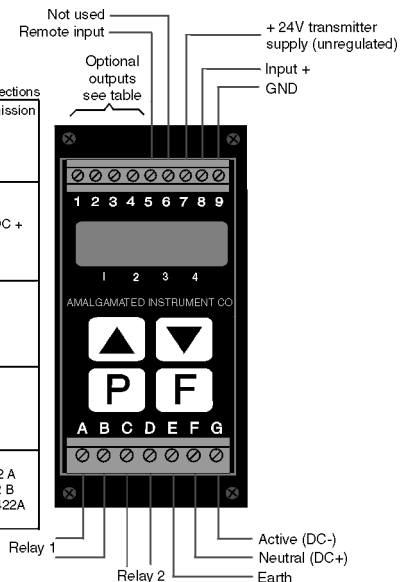 Not used
Remote input
+ 24V transmitter
supply (unregulated)
Input +
GND
Optional
outputs
see table
ections
ission
C +
2 A
2 B
422A
1 2 3 4 5 6 7 8 9
1 2 3 4
AMALGAMATED INSTRUMENT CO
P F
A B C D E F G
Relay 1
Relay 2
Active (DC-)
Neutral (DC+)
Earth